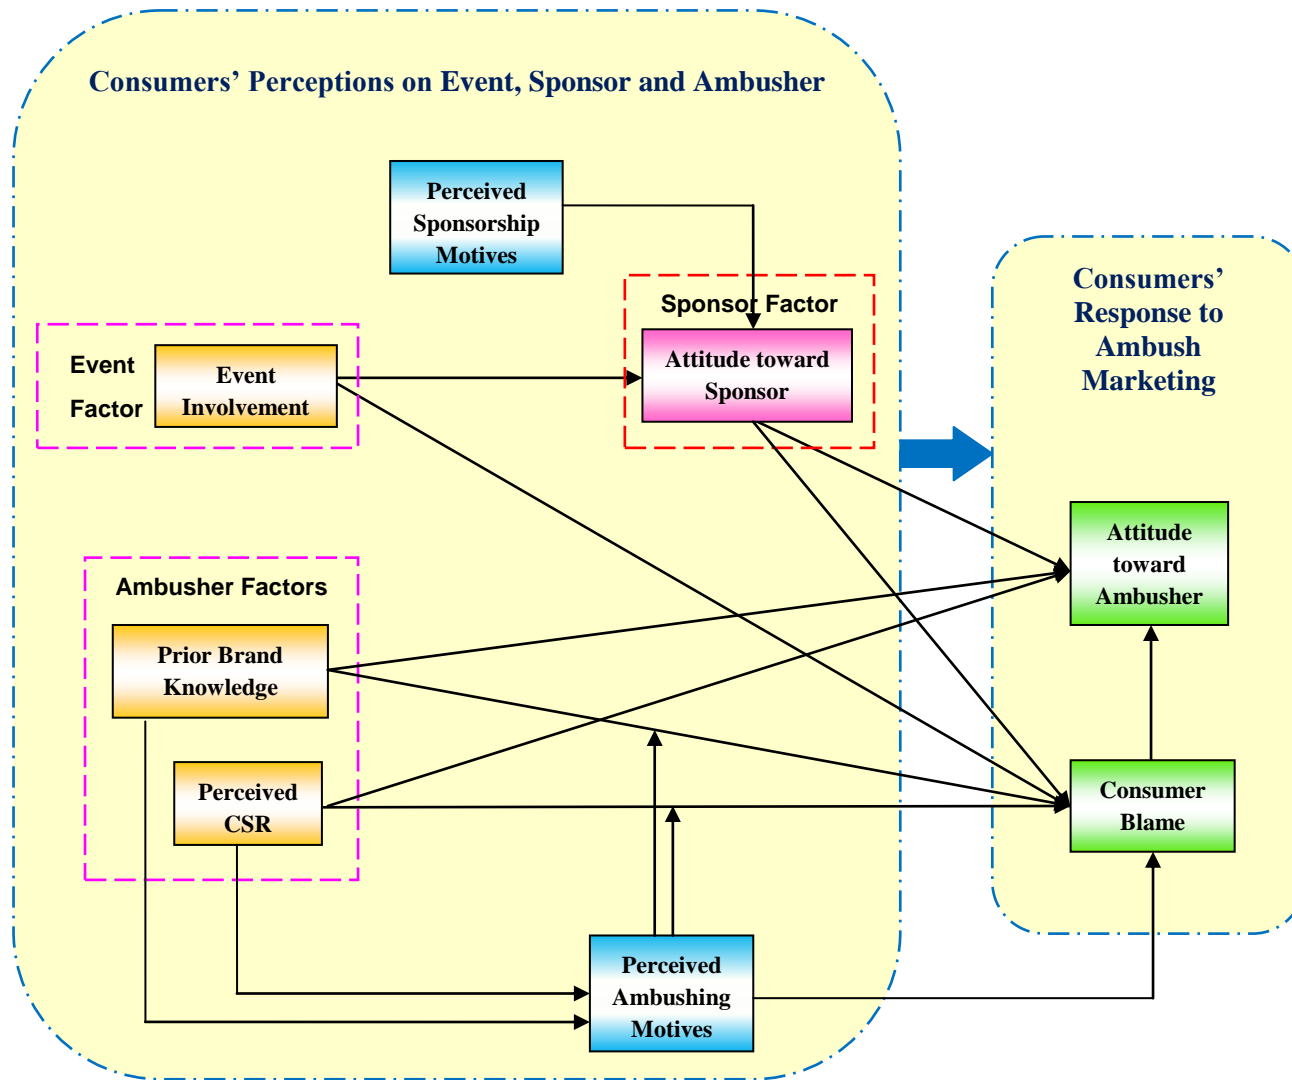 Consumers’ Perceptions on Event, Sponsor and Ambusher
Perceived
Sponsorship
Motives
Sponsor Factor
Attitude toward
Sponsor
Event
Factor
Event
Involvement
Consumers’
Response to
Ambush
Marketing
Attitude
toward
Ambusher
Ambusher Factors
Prior Brand
Knowledge
Perceived
CSR
Consumer
Blame
Perceived
Ambushing
Motives